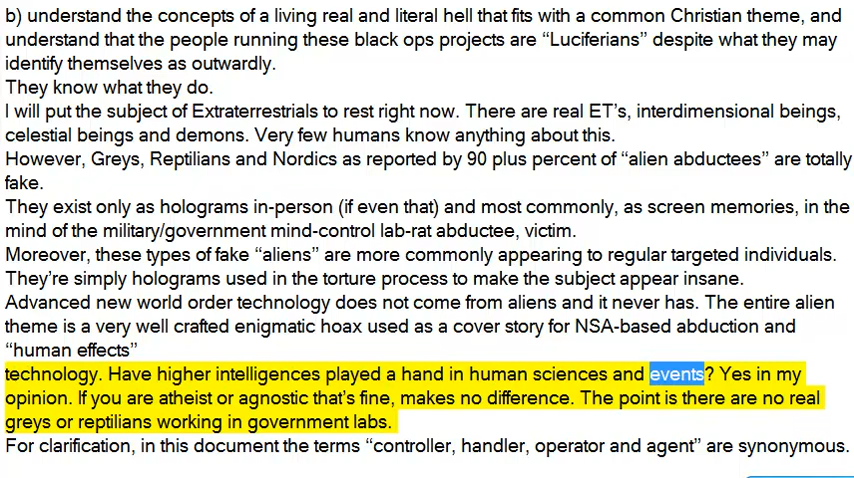 b) understand the concepts of a living real and literal hell that fits with a common Christian theme, and
understand that the people running these black ops projects are “Luciferians” despite what they may
identify themselves as outwardly.
They know what they do.
I will put the subject of Extraterrestrials to rest right now. There are real ET’s, interdimensional beings,
celestial beings and demons. Very few humans know anything about this.
However, Greys, Reptilians and Nordics as reported by 90 plus percent of “alien abductees” are totally
fake.
They exist only as holograms in-person (if even that) and most commonly, as screen memories, in the
mind of the military/government mind-control lab-rat abductee, victim.
Moreover, these types of fake “aliens” are more commonly appearing to regular targeted individuals.
They’re simply holograms used in the torture process to make the subject appear insane.
Advanced new world order technology does not come from aliens and it never has. The entire alien
theme is a very well crafted enigmatic hoax used as a cover story for NSA-based abduction and
“human effects”
technology. Have higher intelligences played a hand in human sciences and events? Yes in my
opinion. If you are atheist or agnostic that’s fine, makes no difference. The point is there are no real
greys or reptilians working in government labs.
For clarification, in this document the terms “controller, handler, operator and agent” are synonymous.